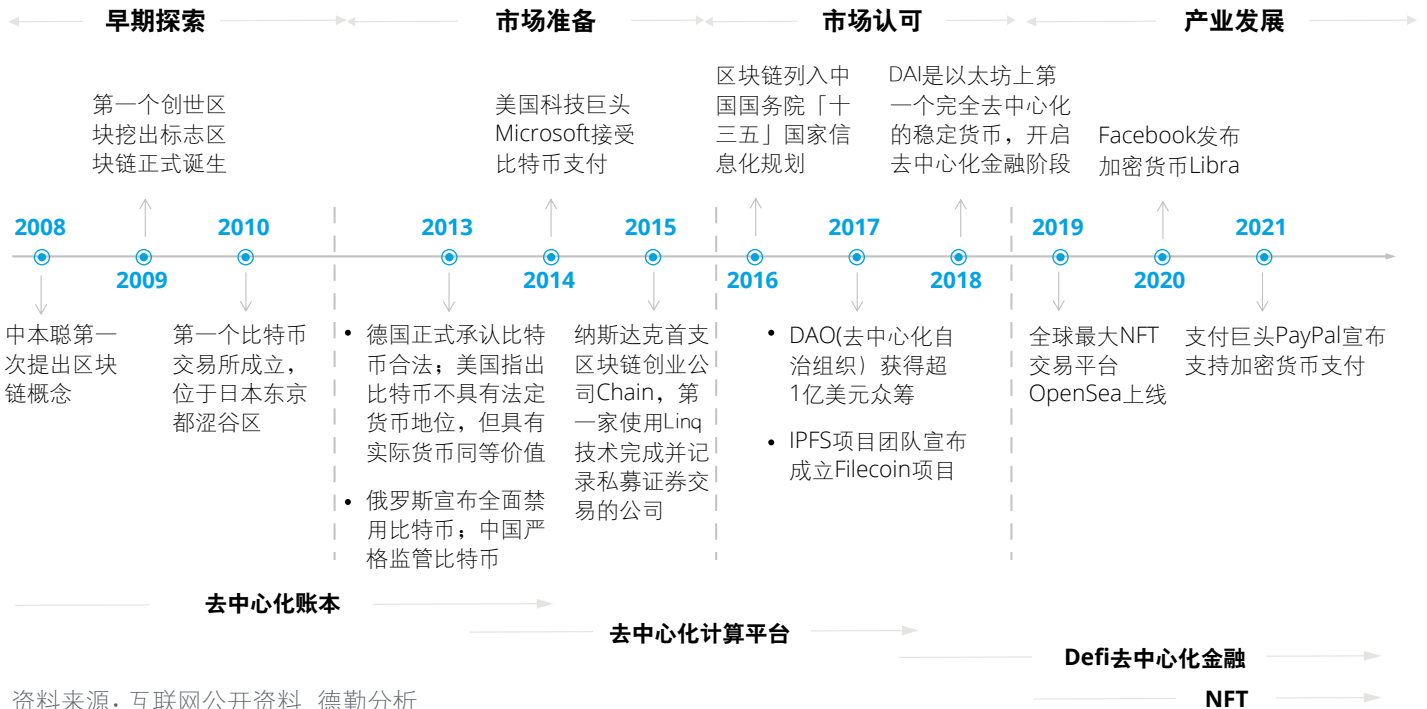 早期探索
市场准备
市场认可
产业发展
第一个创世区
块挖出标志区
块链正式诞生
美国科技巨头
Microsoft接受
比特币支付
区块链列入中
国国务院「十
三五」国家信
息化规划
DAI是以太坊上第
一个完全去中心化
的稳定货币，开启
去中心化金融阶段
Facebook发布
加密货币Libra
2008
2009
2010
2013
2014
2015
2016
2017
2018
2019
2020
2021
中本聪第一
次提出区块
链概念
第一个比特币
交易所成立，
位于日本东京
都涩谷区
• 德国正式承认比特
币合法；美国指出
比特币不具有法定
货币地位，但具有
实际货币同等价值
• 俄罗斯宣布全面禁
用比特币；中国严
格监管比特币
纳斯达克首支
区块链创业公
司Chain，第
一家使用Linq
技术完成并记
录私募证券交
易的公司
• DAO(去中心化自
治组织）获得超
1亿美元众筹
• IPFS项目团队宣布
成立Filecoin项目
全球最大NFT
交易平台
OpenSea上线
支付巨头PayPal宣布
支持加密货币支付
去中心化账本
去中心化计算平台
Defi去中心化金融
NFT
资料来源：互联网公开资料 德勤分析